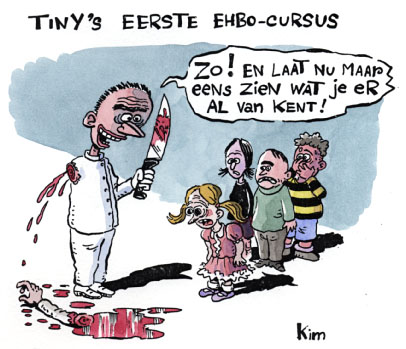 TINY'S EERSTE EHBO-CURSUS
ZO! EN LAAT NU MAAR
EENS ZIEN WAT JE ER
AL VAN KENT!
Kim